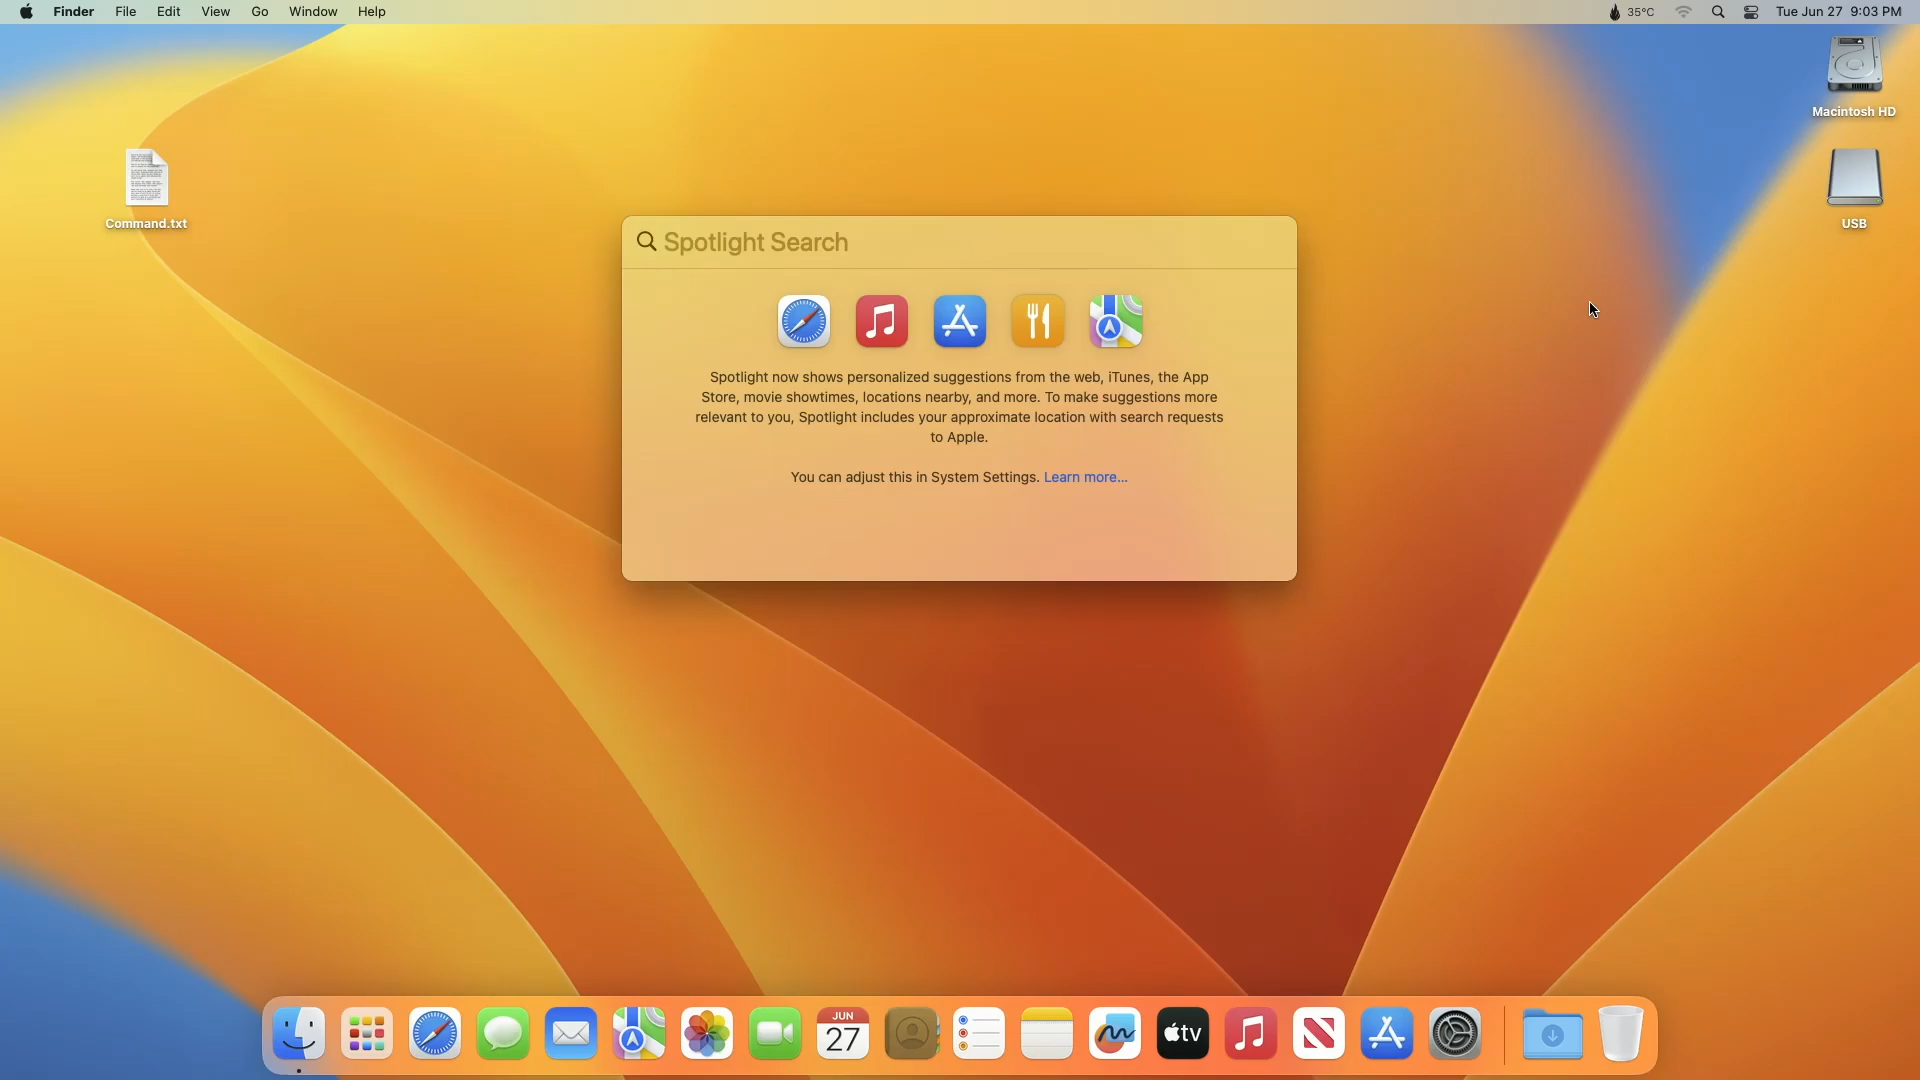 Finder File Edit View Go Window Help
35°C Tue Jun 27 9:03 PM
Macintosh HD
Command.txt
USB
Spotlight Search
Spotlight now shows personalized suggestions from the web, iTunes, the App
Store, movie showtimes, locations nearby, and more. To make suggestions more
relevant to you, Spotlight includes your approximate location with search requests
to Apple.
You can adjust this in System Settings. Learn more...
JUN
27
tv